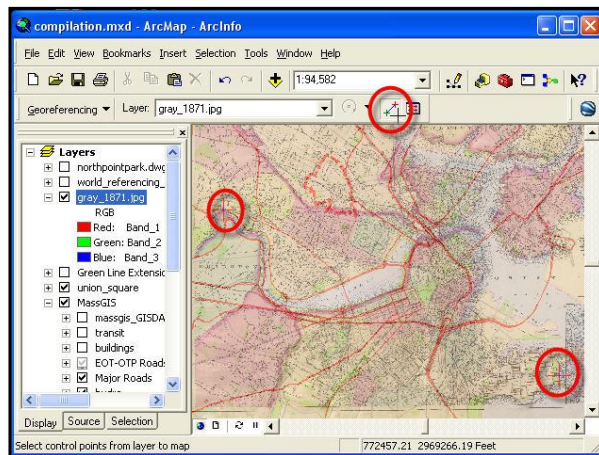 compilation.mxd - ArcMap - ArcInfo
File Edit View Bookmarks Insert Selection Tools Window Help
1:94,582
Georeferencing Layer: gray_1871.jpg
Layers
northpointpark.dwg
world_referencing_
gray_1871.jpg
RGB
Red: Band_1
Green: Band_2
Blue: Band_3
Green Line Extensio
union_square
MassGIS
massgis_GISDA
transit
buildings
EOT-OTP Roads
Major Roads
Display Source Selection
Select control points from layer to map
772457.21 2969266.19 Feet